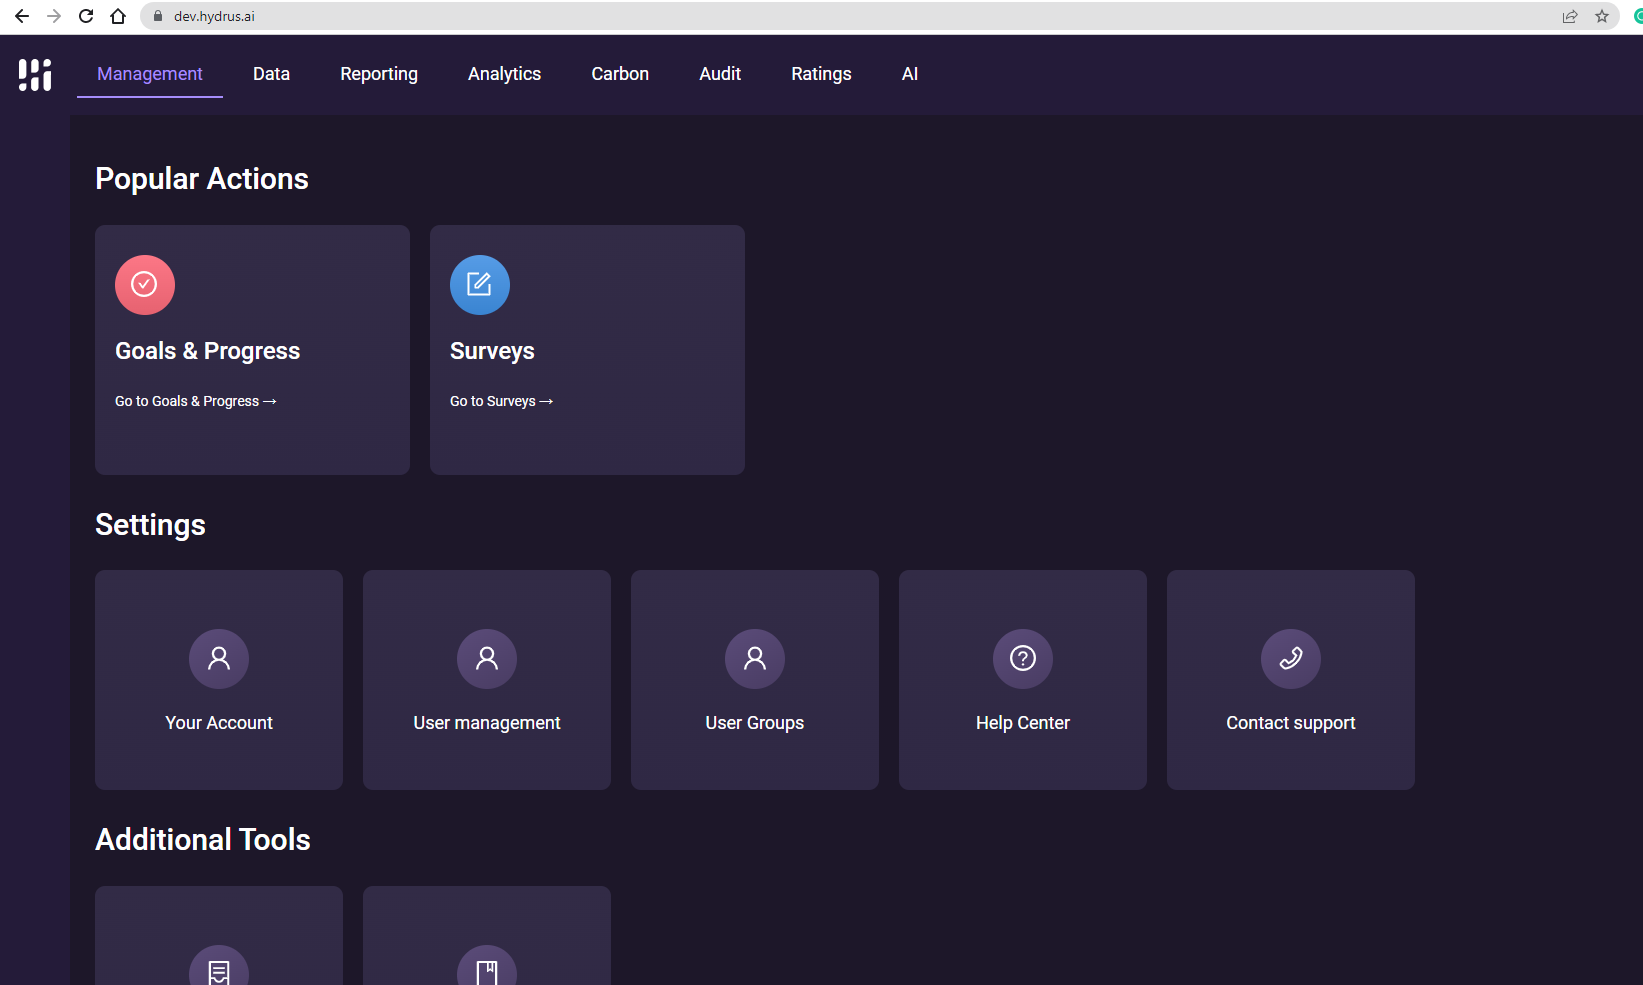 dev.hydrus.ai
Management Data Reporting Analytics Carbon Audit Ratings AI
Popular Actions
Goals & Progress
Go to Goals & Progress →
Surveys
Go to Surveys →
Settings
Your Account
User management
User Groups
Help Center
Contact support
Additional Tools